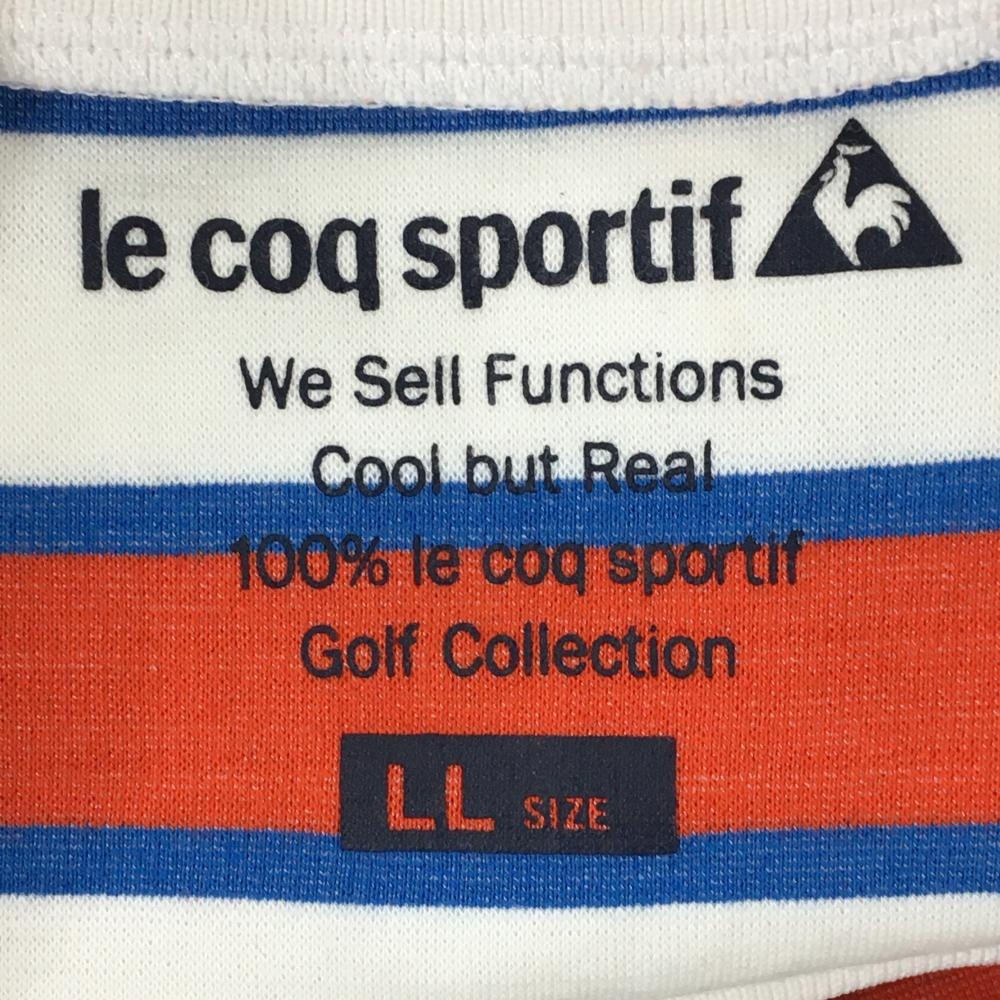 le coq sportif
We Sell Functions
Cool but Real
100% le coq sportif
Golf Collection
LL SIZE